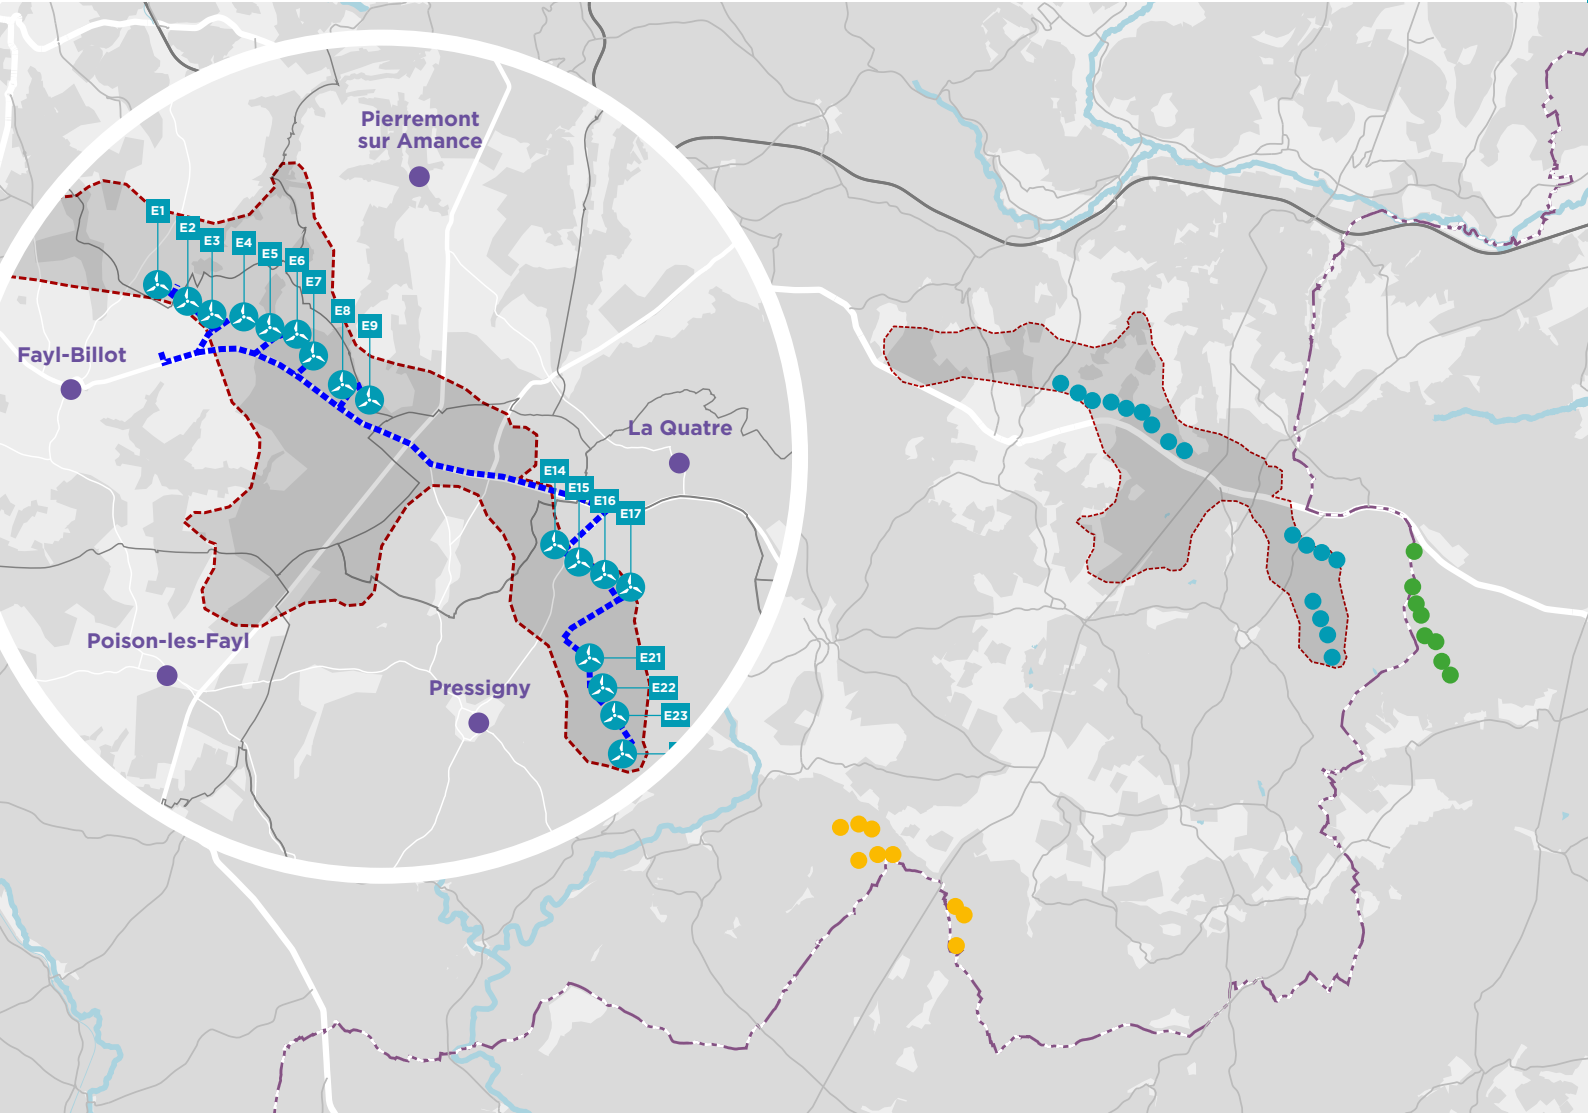 Pierremont
sur Amance
E1
E2
E3
E4
E5
E6
E7
E8
E9
Fayl-Billot
La Quatre
E14
E15
E16
E17
Poison-les-Fayl
E21
Pressigny
E22
E23